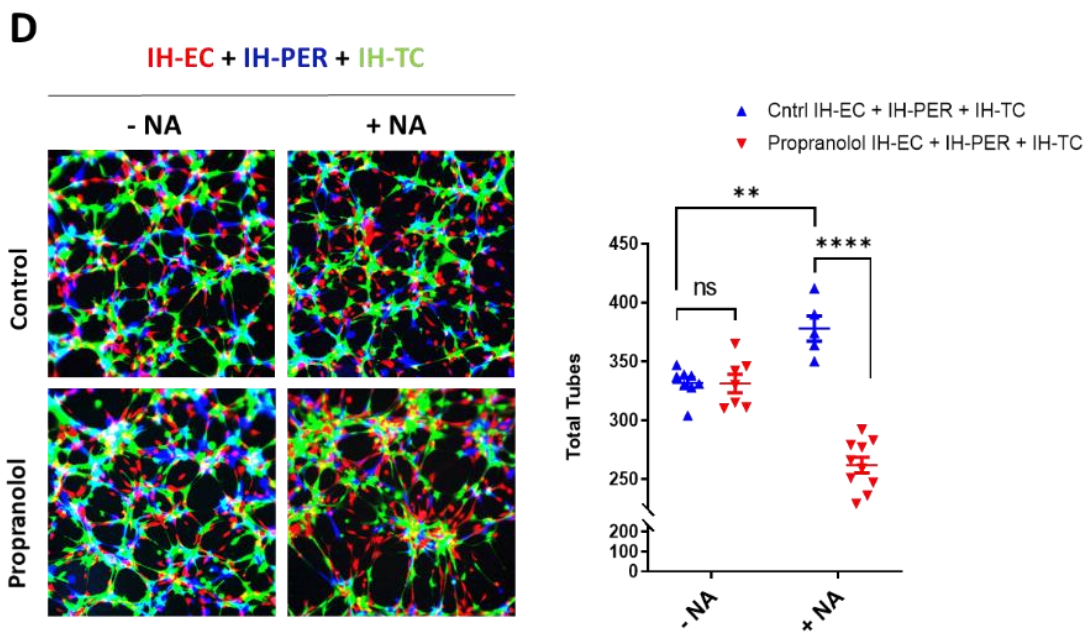 D
IH-EC + IH-PER + IH-TC
- NA
+ NA
Control
Propranolol
Cntrl IH-EC + IH-PER + IH-TC
Propranolol IH-EC + IH-PER + IH-TC
**
****
ns
Total Tubes
450
400
350
300
250
200
100
0
- NA
+ NA